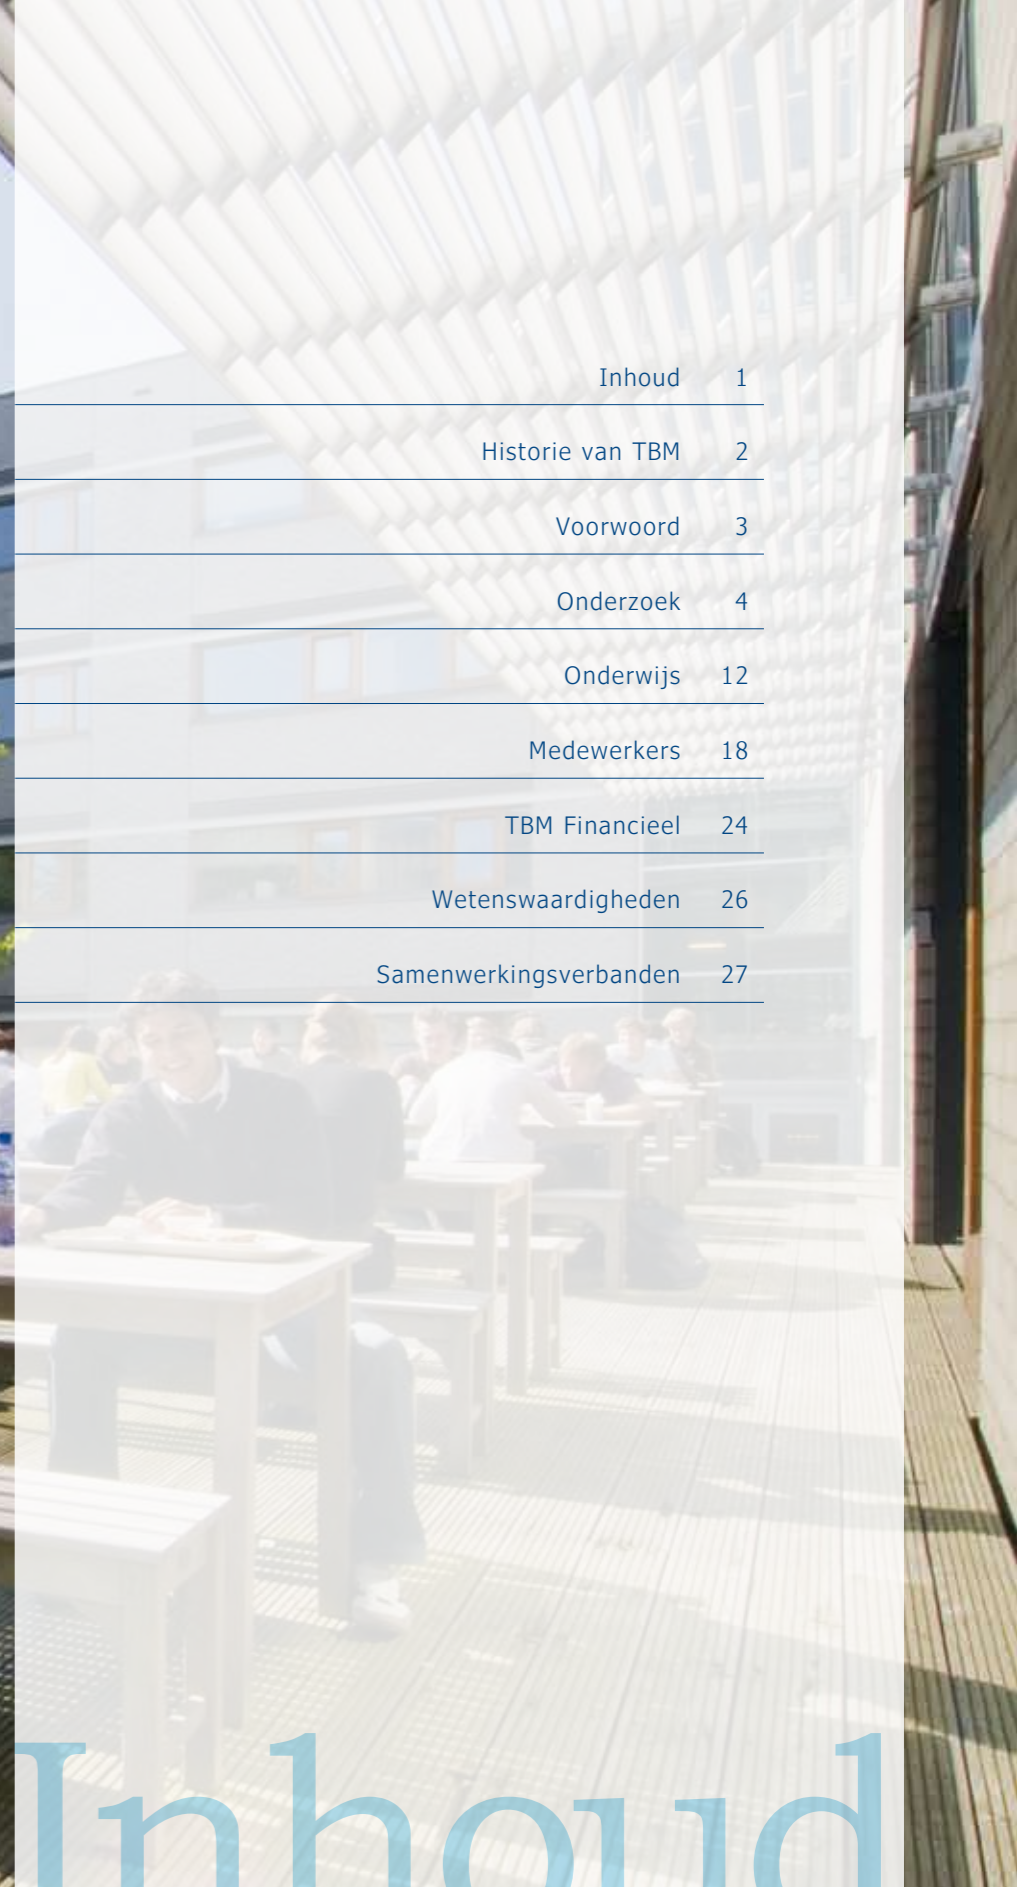 Inhoud 1
Historie van TBM 2
Voorwoord 3
Onderzoek 4
Onderwijs 12
Medewerkers 18
TBM Financieel 24
Wetenswaardigheden 26
Samenwerkingsverbanden 27
Inhoud